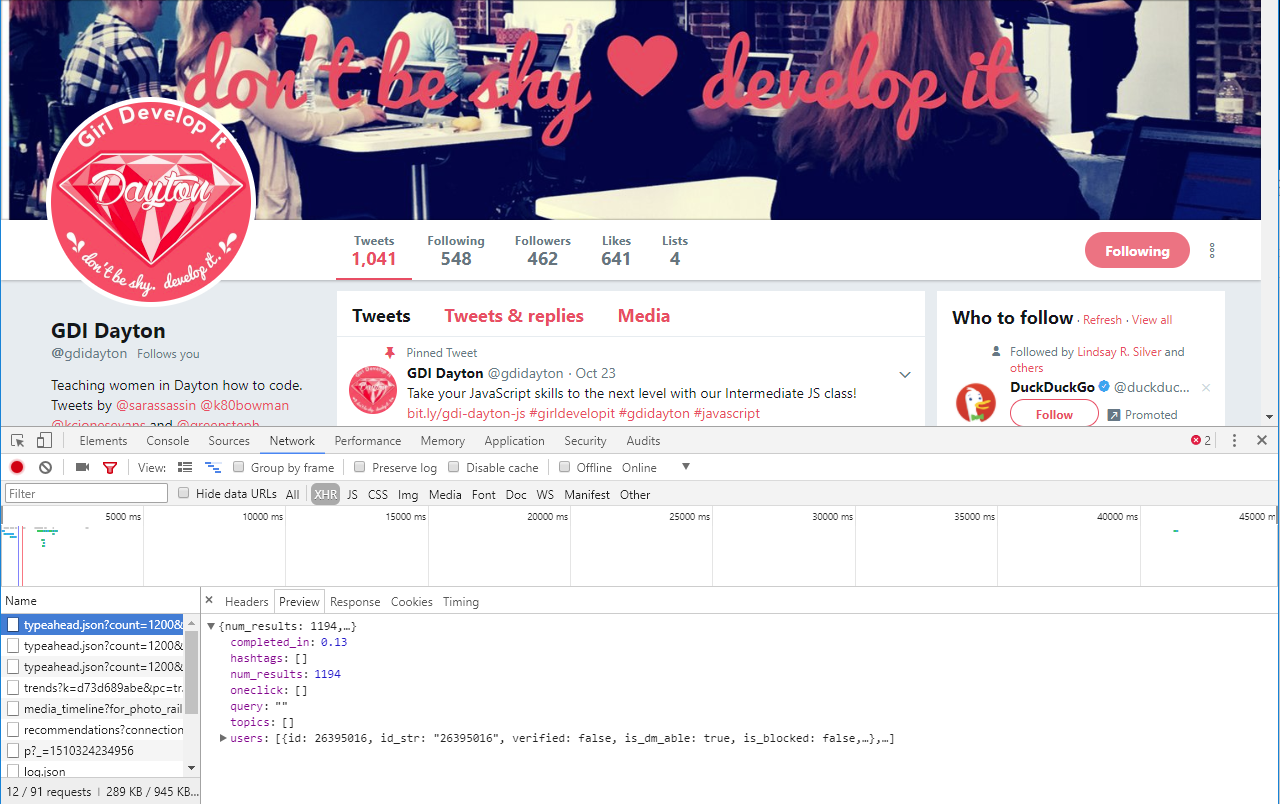 don't be shy ♥ develop it
Girl Develop It
Dayton
don't be shy. develop it.
Tweets Following Followers Likes Lists
1,041 548 462 641 4
Following
GDI Dayton
@gdidayton Follows you
Teaching women in Dayton how to code.
Tweets by @sarassassin @k80bowman
@kcjonesevans and @greensteph
Tweets Tweets & replies Media
Pinned Tweet
GDI Dayton @gdidayton · Oct 23
Take your JavaScript skills to the next level with our Intermediate JS class!
bit.ly/gdi-dayton-js #girldevelopit #gdidayton #javascript
Who to follow · Refresh · View all
Followed by Lindsay R. Silver and
others
DuckDuckGo @duckduc...
Follow Promoted
Elements Console Sources Network Performance Memory Application Security Audits 2
View: Group by frame Preserve log Disable cache Offline Online
Filter Hide data URLs All XHR JS CSS Img Media Font Doc WS Manifest Other
5000 ms 10000 ms 15000 ms 20000 ms 25000 ms 30000 ms 35000 ms 40000 ms 45000 m
Name
typeahead.json?count=1200&
typeahead.json?count=1200&
typeahead.json?count=1200&
trends?k=d73d689abe&pc=tr
media_timeline?for_photo_rail
recommendations?connection
p?_=1510324234956
log.json
12 / 91 requests | 289 KB / 945 KB...
× Headers Preview Response Cookies Timing
▼{num_results: 1194,…}
completed_in: 0.13
hashtags: []
num_results: 1194
oneclick: []
query: ""
topics: []
▶users: [{id: 26395016, id_str: "26395016", verified: false, is_dm_able: true, is_blocked: false,…},…]